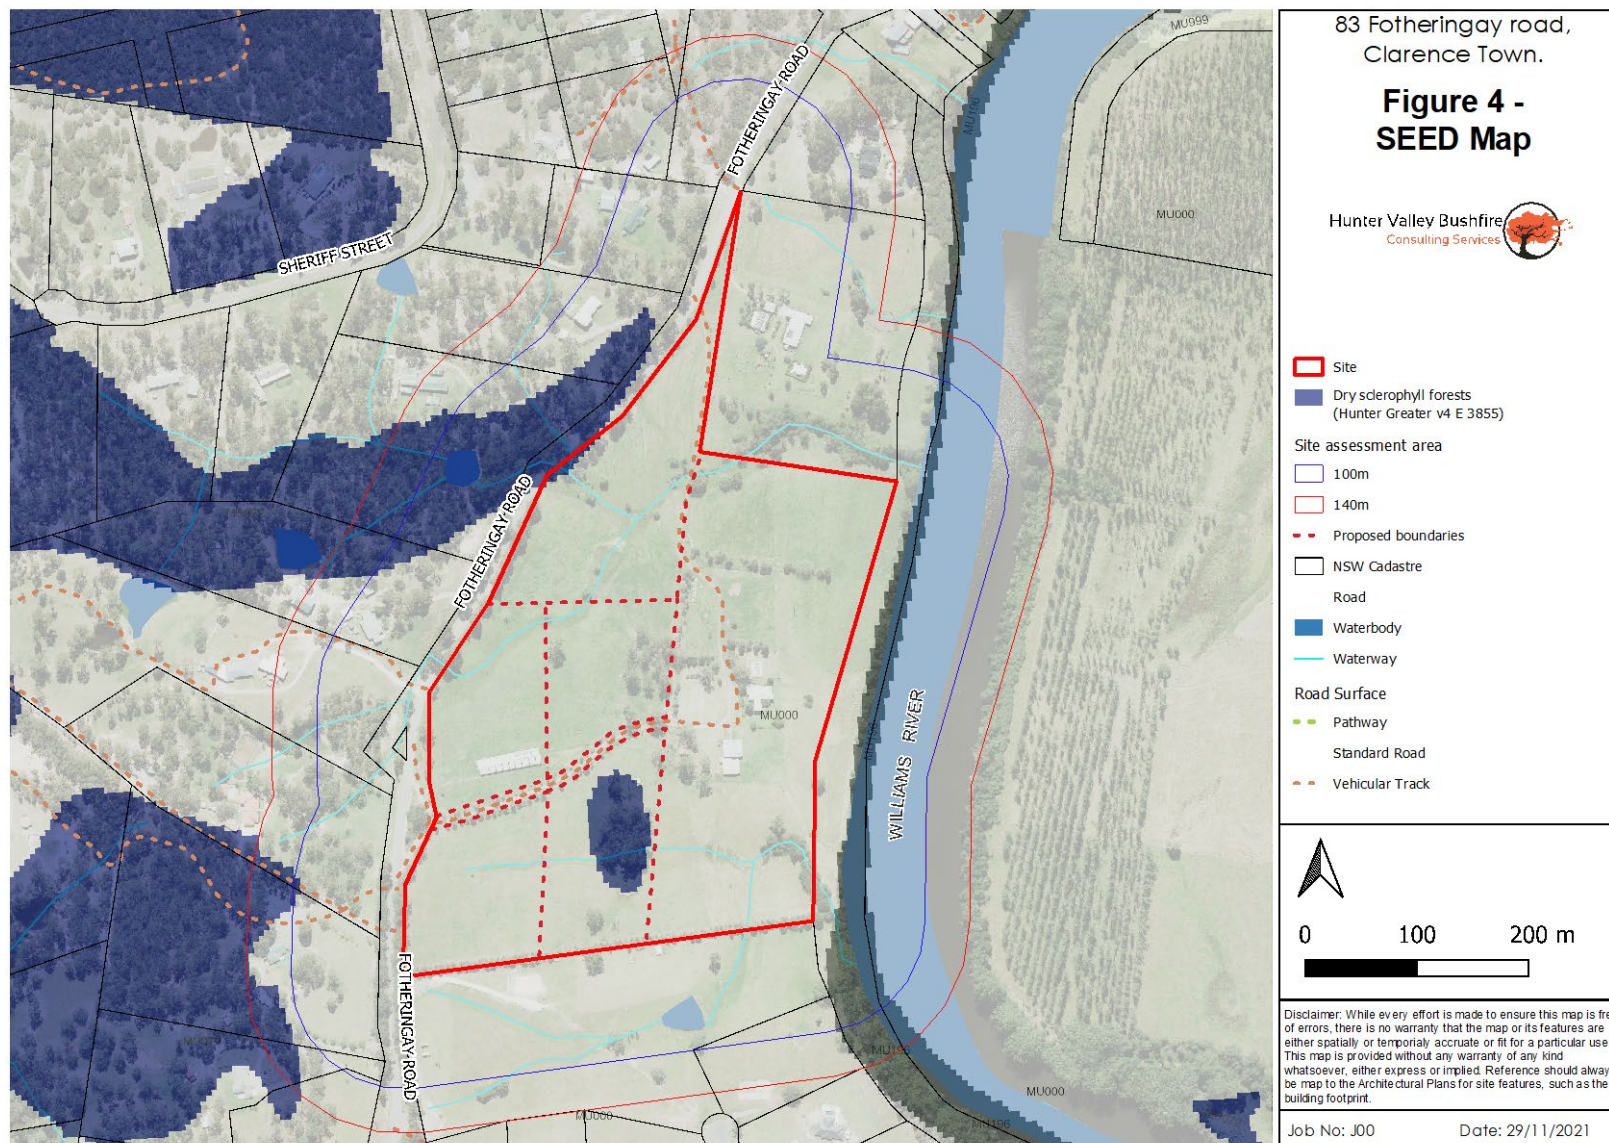 83 Fotheringay road,
Clarence Town.
Figure 4 -
SEED Map
Hunter Valley Bushfire
Consulting Services
Site
Dry sclerophyll forests
(Hunter Greater v4 E 3855)
Site assessment area
100m
140m
Proposed boundaries
NSW Cadastre
Road
Waterbody
Waterway
Road Surface
Pathway
Standard Road
Vehicular Track
0 100 200 m
Disclaimer: While every effort is made to ensure this map is fre
of errors, there is no warranty that the map or its features are
either spatially or temporialy accruate or fit for a particular use
This map is provided without any warranty of any kind
whatsoever, either express or implied. Reference should alway
be map to the Architectural Plans for site features, such as the
building footprint.
Job No: J00 Date: 29/11/2021
MU999
FOTHERINGAY-ROAD
MU196
MU000
SHERIFF STREET
FOTHERINGAY-ROAD
MU000
WILLIAMS RIVER
FOTHERINGAY-ROAD
MU000
MU000
MU196